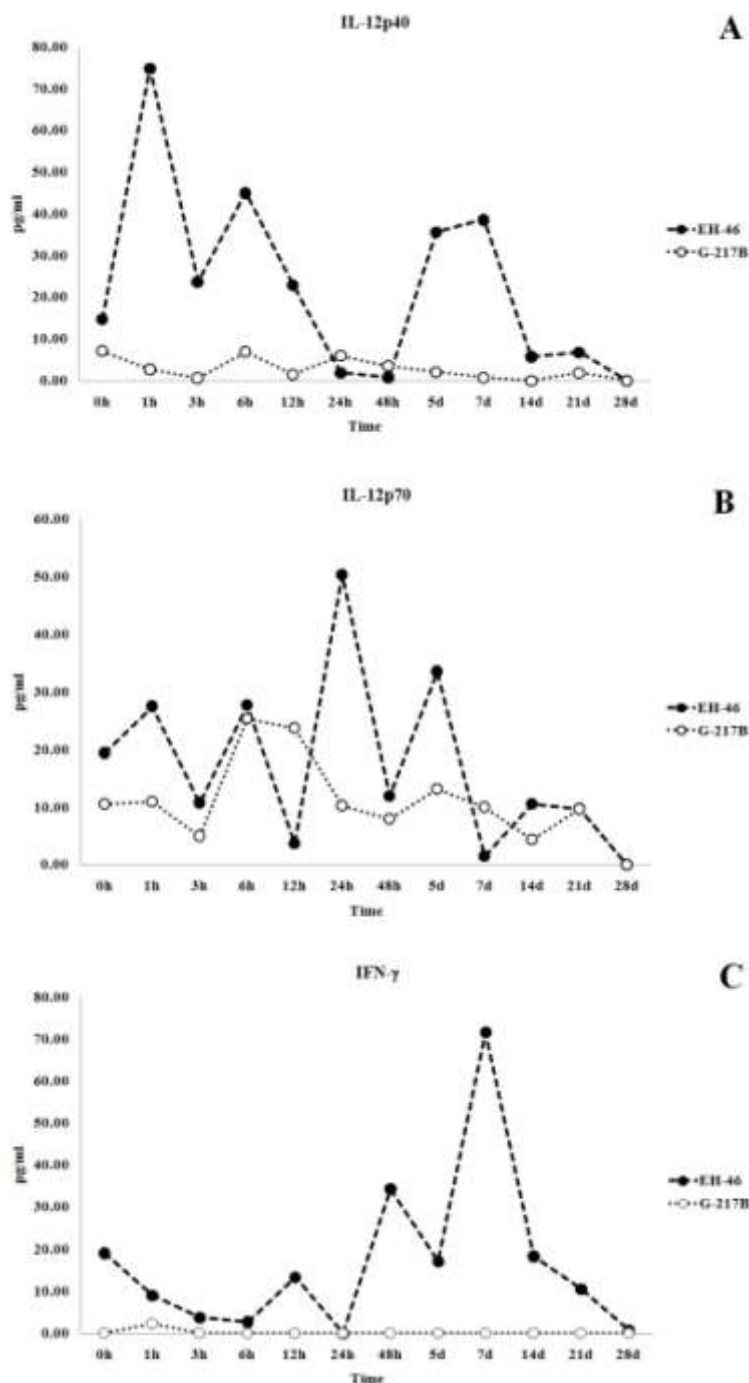 IL-12p40
A
80.00
70.00
60.00
50.00
40.00
30.00
20.00
10.00
0.00
pg/ml
0h 1h 3h 6h 12h 24h 48h 5d 7d 14d 21d 28d
Time
EH-46
G-217B
IL-12p70
B
60.00
50.00
40.00
30.00
20.00
10.00
0.00
pg/ml
0h 1h 3h 6h 12h 24h 48h 5d 7d 14d 21d 28d
Time
EH-46
G-217B
IFN-γ
C
80.00
70.00
60.00
50.00
40.00
30.00
20.00
10.00
0.00
pg/ml
0h 1h 3h 6h 12h 24h 48h 5d 7d 14d 21d 28d
Time
EH-46
G-217B